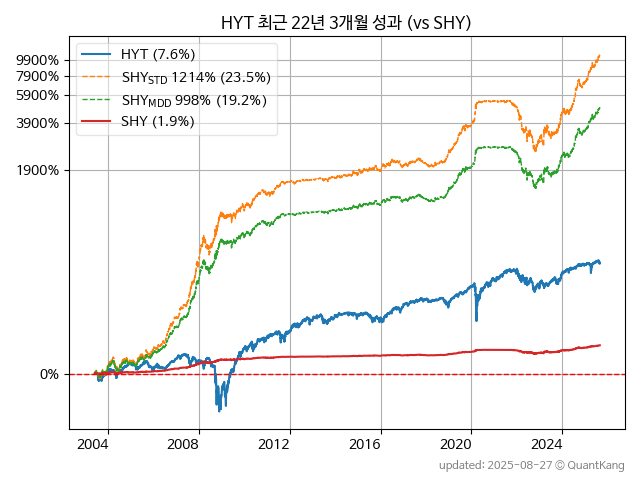 HYT 최근 22년 3개월 성과 (vs SHY)
HYT (7.6%)
SHY_STD 1214% (23.5%)
SHY_MDD 998% (19.2%)
SHY (1.9%)
9900%
7900%
5900%
3900%
1900%
0%
2004 2008 2012 2016 2020 2024
updated: 2025-08-27 © QuantKang